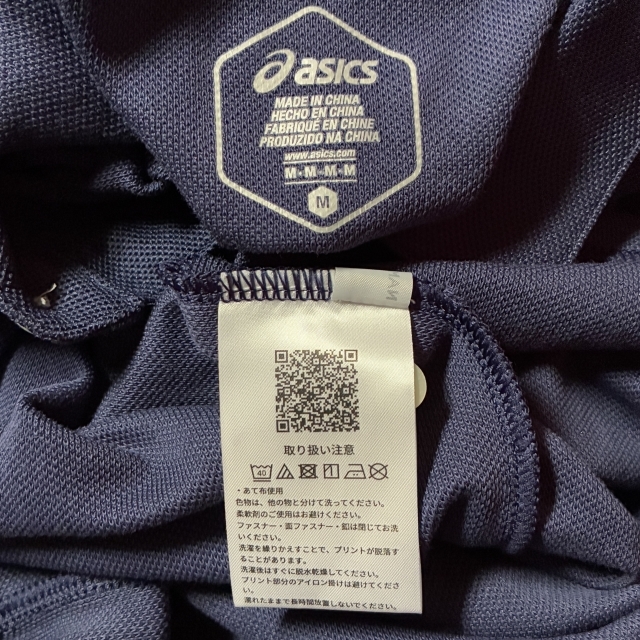 asics
MADE IN CHINA
HECHO EN CHINA
FABRIQUÉ EN CHINE
PRODUZIDO NA CHINA
www.asics.com
M・M・M・M
M
取り扱い注意
40
・あて布使用
色物は、他の物と分けて洗ってください。
柔軟剤のご使用はお避けください。
ファスナー・面ファスナー・釦は閉じてお洗
いください。
洗濯を繰りかえすことで、プリントが脱落す
ることがあります。
洗濯後はすぐに脱水乾燥してください。
プリント部分のアイロン掛けは避けてくださ
い。
濡れたままで長時間放置しないでください。